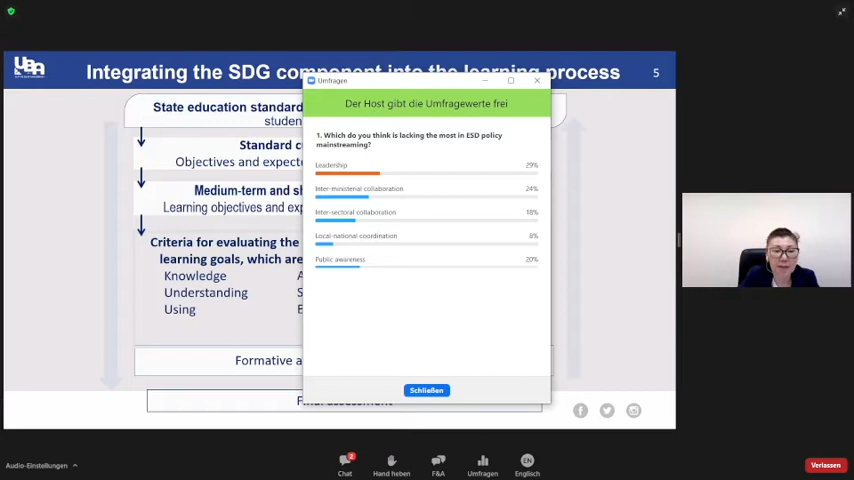 UBA
Integrating the SDG component into the learning process
5
State education standard
studen
Standard cu
Objectives and expecte
Medium-term and sh
Learning objectives and exp
Criteria for evaluating the
learning goals, which are
Knowledge
A
Understanding
S
Using
E
Formative a
Final assessment
Umfragen
Der Host gibt die Umfragewerte frei
1. Which do you think is lacking the most in ESD policy
mainstreaming?
Leadership
29%
Inter-ministerial collaboration
24%
Inter-sectoral collaboration
18%
Local-national coordination
8%
Public awareness
20%
Schließen
Audio-Einstellungen
2
Chat
Hand heben
F&A
Umfragen
EN
Englisch
Verlassen